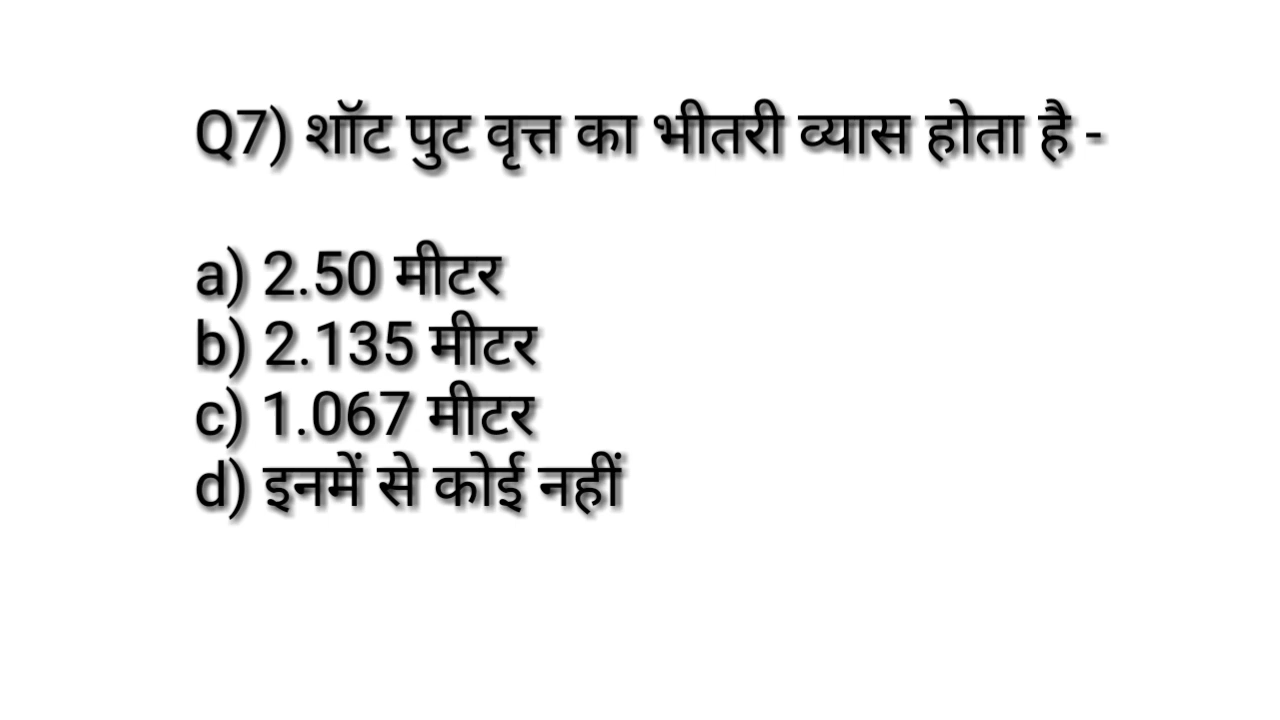 Q7) शॉट पुट वृत्त का भीतरी व्यास होता है -
a) 2.50 मीटर
b) 2.135 मीटर
c) 1.067 मीटर
d) इनमें से कोई नहीं